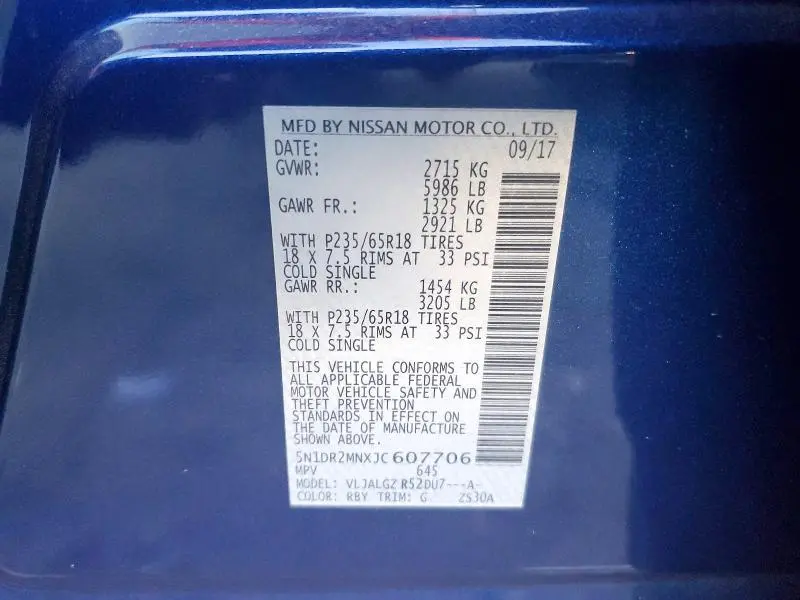 MFD BY NISSAN MOTOR CO., LTD.
DATE: 09/17
GVWR: 2715 KG
5986 LB
GAWR FR.: 1325 KG
2921 LB
WITH P235/65R18 TIRES
18 X 7.5 RIMS AT 33 PSI
COLD SINGLE
GAWR RR.: 1454 KG
3205 LB
WITH P235/65R18 TIRES
18 X 7.5 RIMS AT 33 PSI
COLD SINGLE
THIS VEHICLE CONFORMS TO
ALL APPLICABLE FEDERAL
MOTOR VEHICLE SAFETY AND
THEFT PREVENTION
STANDARDS IN EFFECT ON
THE DATE OF MANUFACTURE
SHOWN ABOVE.
5N1DR2MNXJC607706
MPV 645
MODEL: VLJALGZ R52DU7---A-
COLOR: RBY TRIM: G ZS30A